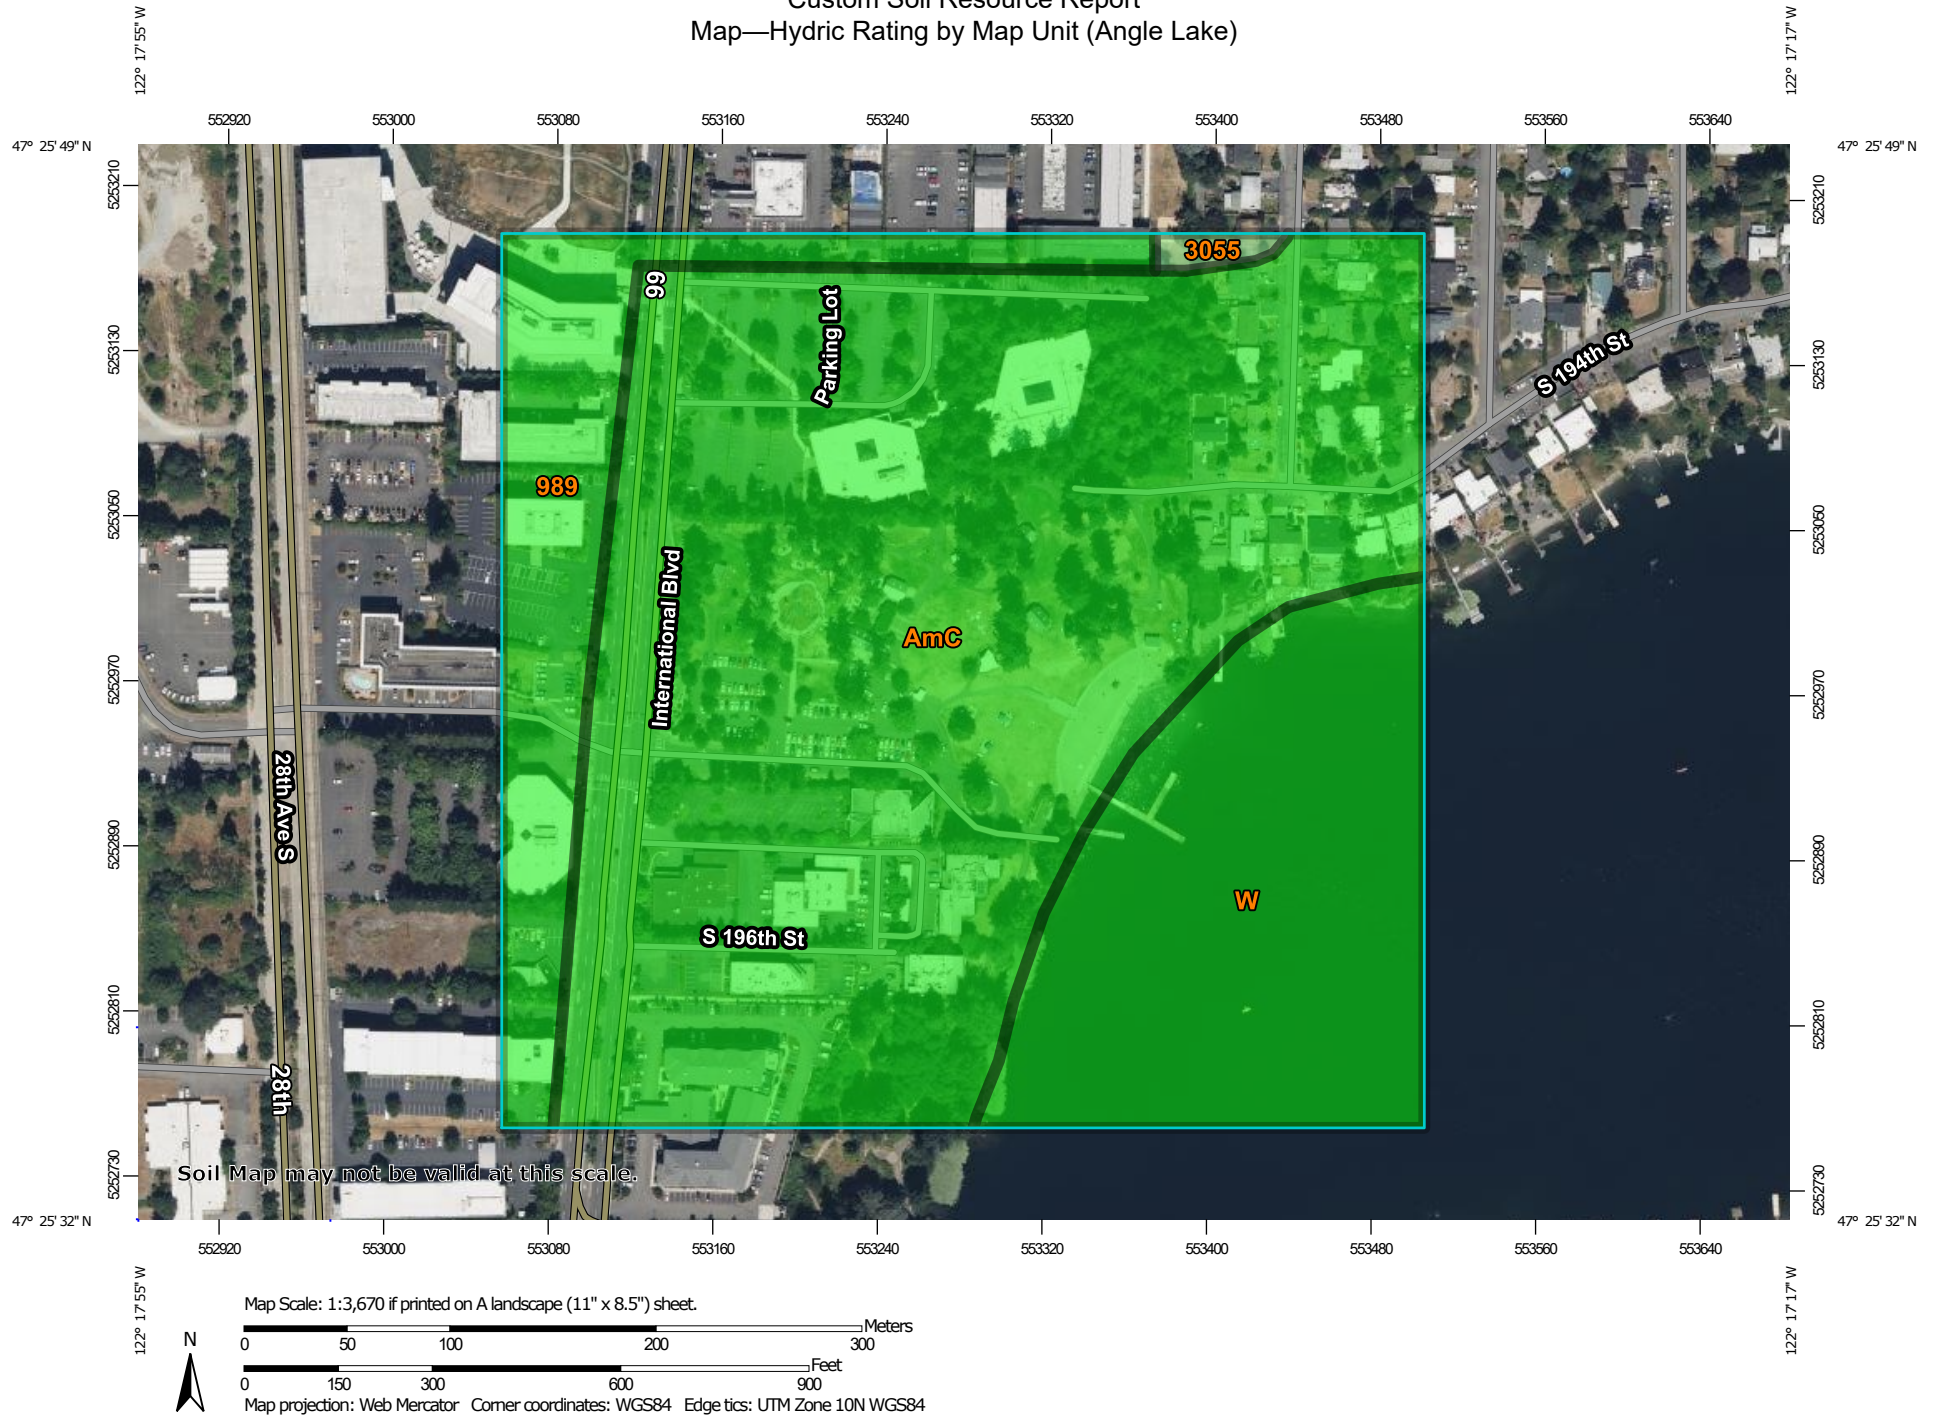 Custom Soil Resource Report
Map—Hydric Rating by Map Unit (Angle Lake)
122° 17' 55" W
122° 17' 17" W
552920 553000 553080 553160 553240 553320 553400 553480 553560 553640
47° 25' 49" N
47° 25' 49" N
5253210
5253210
3055
99
Parking Lot
5253130
5253130
S 194th St
989
5253050
5253050
International Blvd
AmC
5252970
5252970
28th Ave S
5252890
5252890
W
S 196th St
5252810
5252810
28th
Soil Map may not be valid at this scale.
5252730
5252730
47° 25' 32" N
47° 25' 32" N
552920 553000 553080 553160 553240 553320 553400 553480 553560 553640
122° 17' 55" W
122° 17' 17" W
Map Scale: 1:3,670 if printed on A landscape (11" x 8.5") sheet.
Meters
0 50 100 200 300
N
Feet
0 150 300 600 900
Map projection: Web Mercator Corner coordinates: WGS84 Edge tics: UTM Zone 10N WGS84